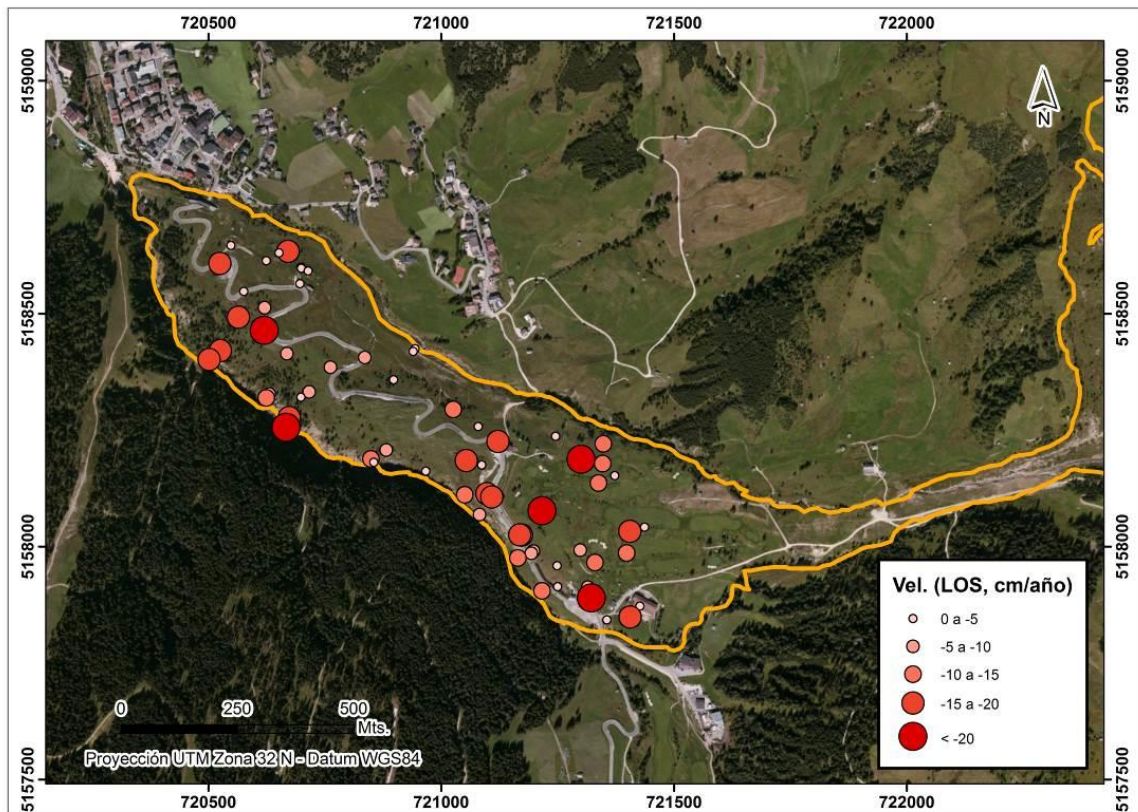 720500 721000 721500 722000
5159000 5159000
N
5158500 5158500
5158000 5158000
Vel. (LOS, cm/año)
0 a -5
-5 a -10
-10 a -15
-15 a -20
< -20
0 250 500
Mts.
Proyección UTM Zona 32 N - Datum WGS84
5157500 5157500
720500 721000 721500 722000